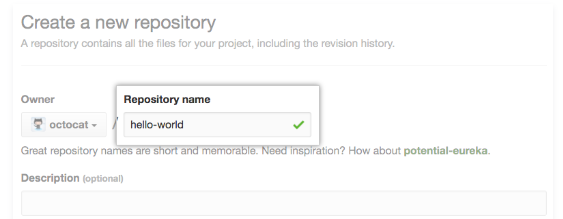 Create a new repository
A repository contains all the files for your project, including the revision history.
Owner
Repository name
octocat /
hello-world
Great repository names are short and memorable. Need inspiration? How about potential-eureka.
Description (optional)